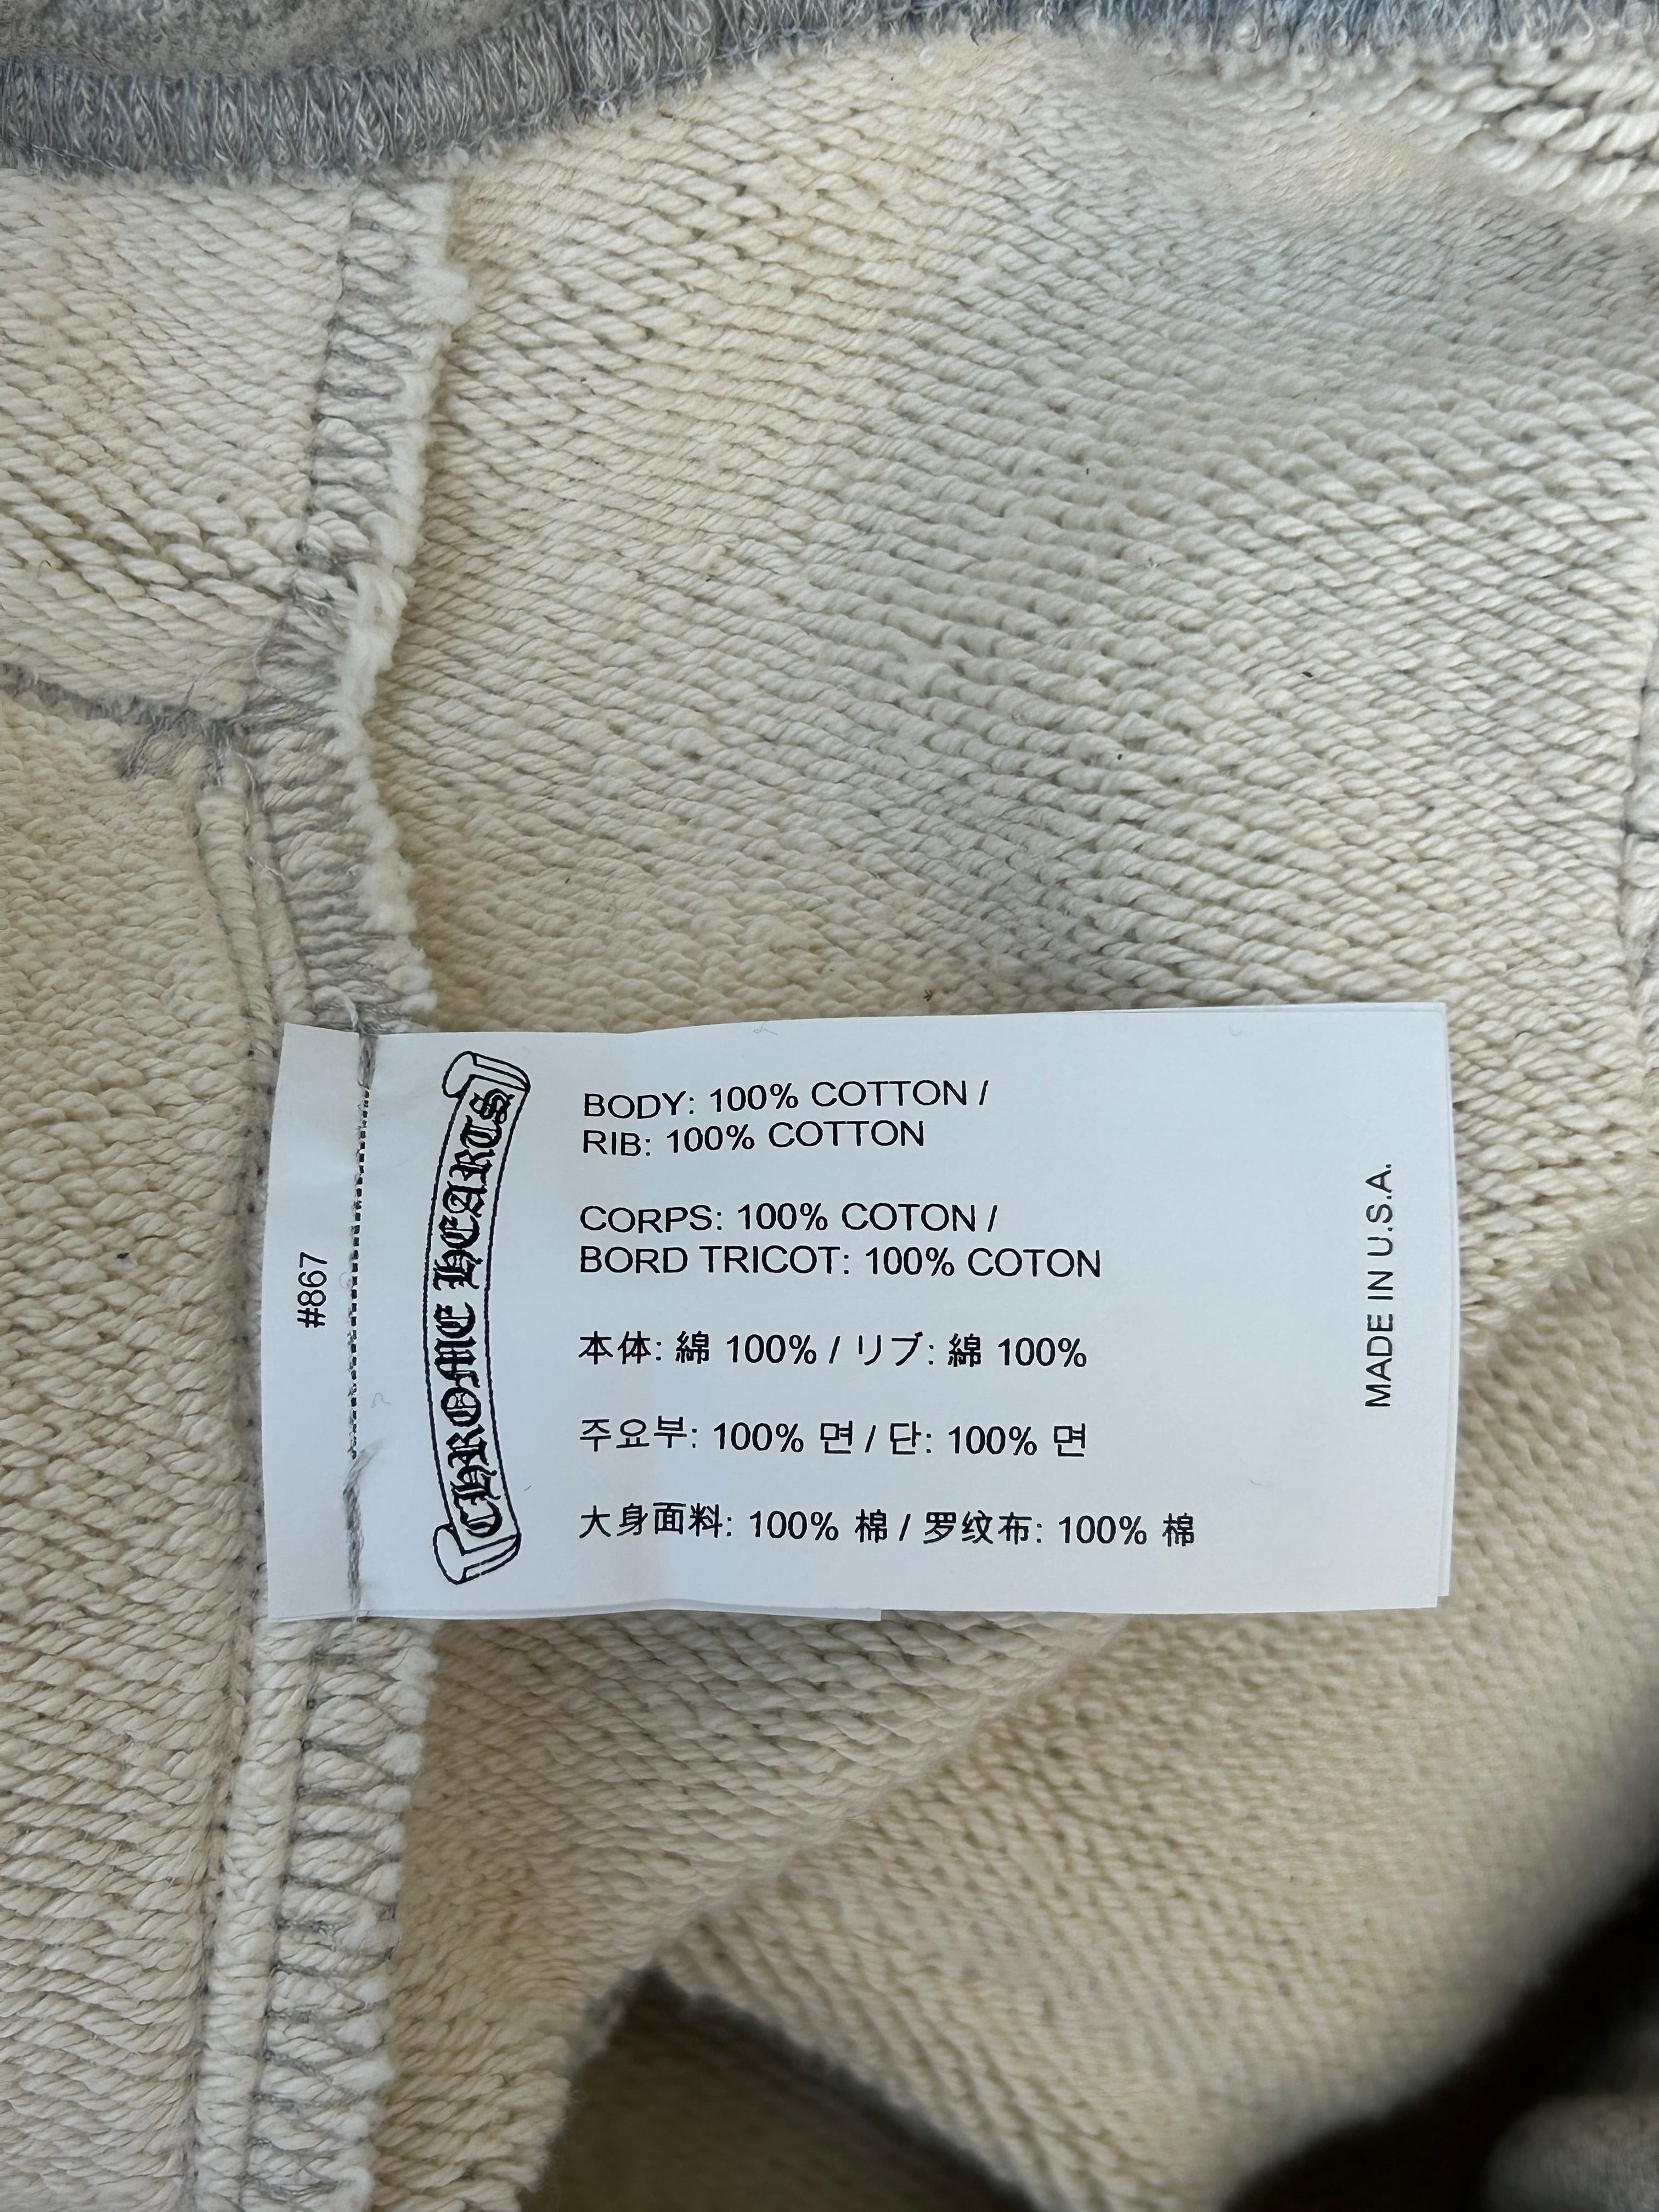 #867
CHROME HEARTS
BODY: 100% COTTON /
RIB: 100% COTTON
CORPS: 100% COTON /
BORD TRICOT: 100% COTON
本体: 綿 100% / リブ: 綿 100%
주요부: 100% 면 / 단: 100% 면
大身面料: 100% 棉 / 罗纹布: 100% 棉
MADE IN U.S.A.